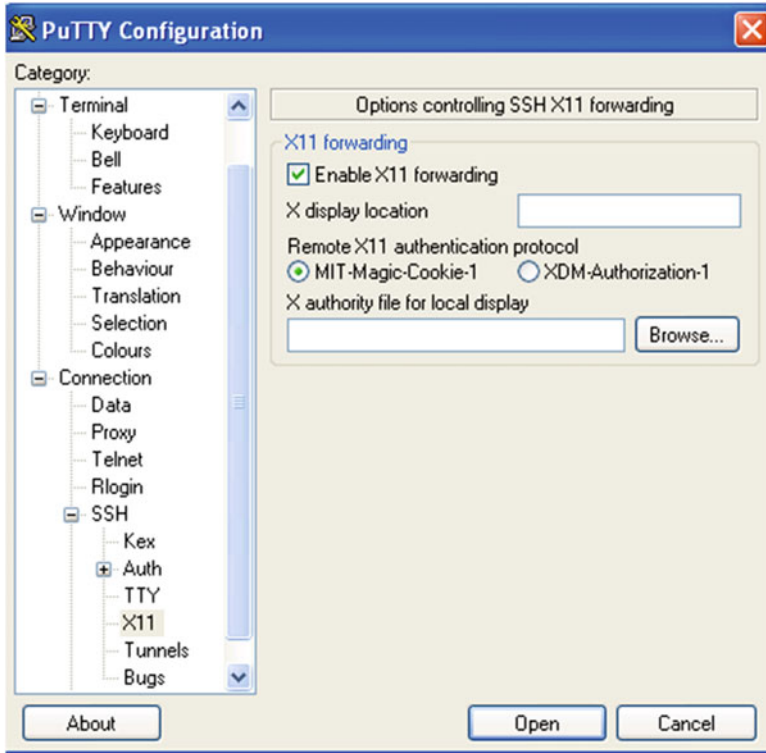 PuTTY Configuration
Category:
Terminal
Keyboard
Bell
Features
Window
Appearance
Behaviour
Translation
Selection
Colours
Connection
Data
Proxy
Telnet
Rlogin
SSH
Kex
Auth
TTY
X11
Tunnels
Bugs
Options controlling SSH X11 forwarding
X11 forwarding
Enable X11 forwarding
X display location
Remote X11 authentication protocol
MIT-Magic-Cookie-1 XDM-Authorization-1
X authority file for local display
Browse...
About Open Cancel